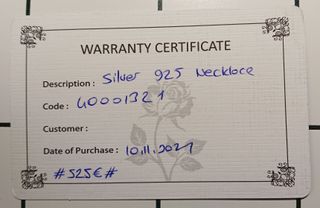 WARRANTY CERTIFICATE
Description : Silver 925 Necklace
Code : 40001321
Customer :
Date of Purchase : 10.11.2021
#525€#